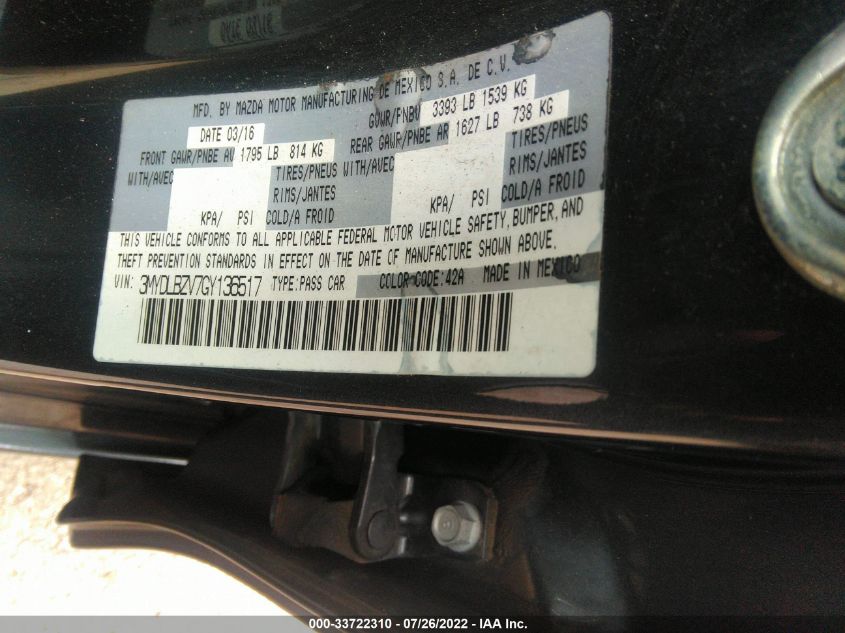 MFD. BY MAZDA MOTOR MANUFACTURING DE MEXICO S.A. DE C.V.
DATE 03/16 GVWR/PNBV 3393 LB 1539 KG
FRONT GAWR/PNBE AV 1795 LB 814 KG REAR GAWR/PNBE AR 1627 LB 738 KG
WITH/AVEC TIRES/PNEUS WITH/AVEC TIRES/PNEUS
RIMS/JANTES RIMS/JANTES
KPA/ PSI COLD/A FROID KPA/ PSI COLD/A FROID
THIS VEHICLE CONFORMS TO ALL APPLICABLE FEDERAL MOTOR VEHICLE SAFETY, BUMPER, AND
THEFT PREVENTION STANDARDS IN EFFECT ON THE DATE OF MANUFACTURE SHOWN ABOVE.
VIN: 3MYDLBZV7GY136517 TYPE:PASS CAR COLOR CODE:42A MADE IN MEXICO
000-33722310 - 07/26/2022 - IAA Inc.